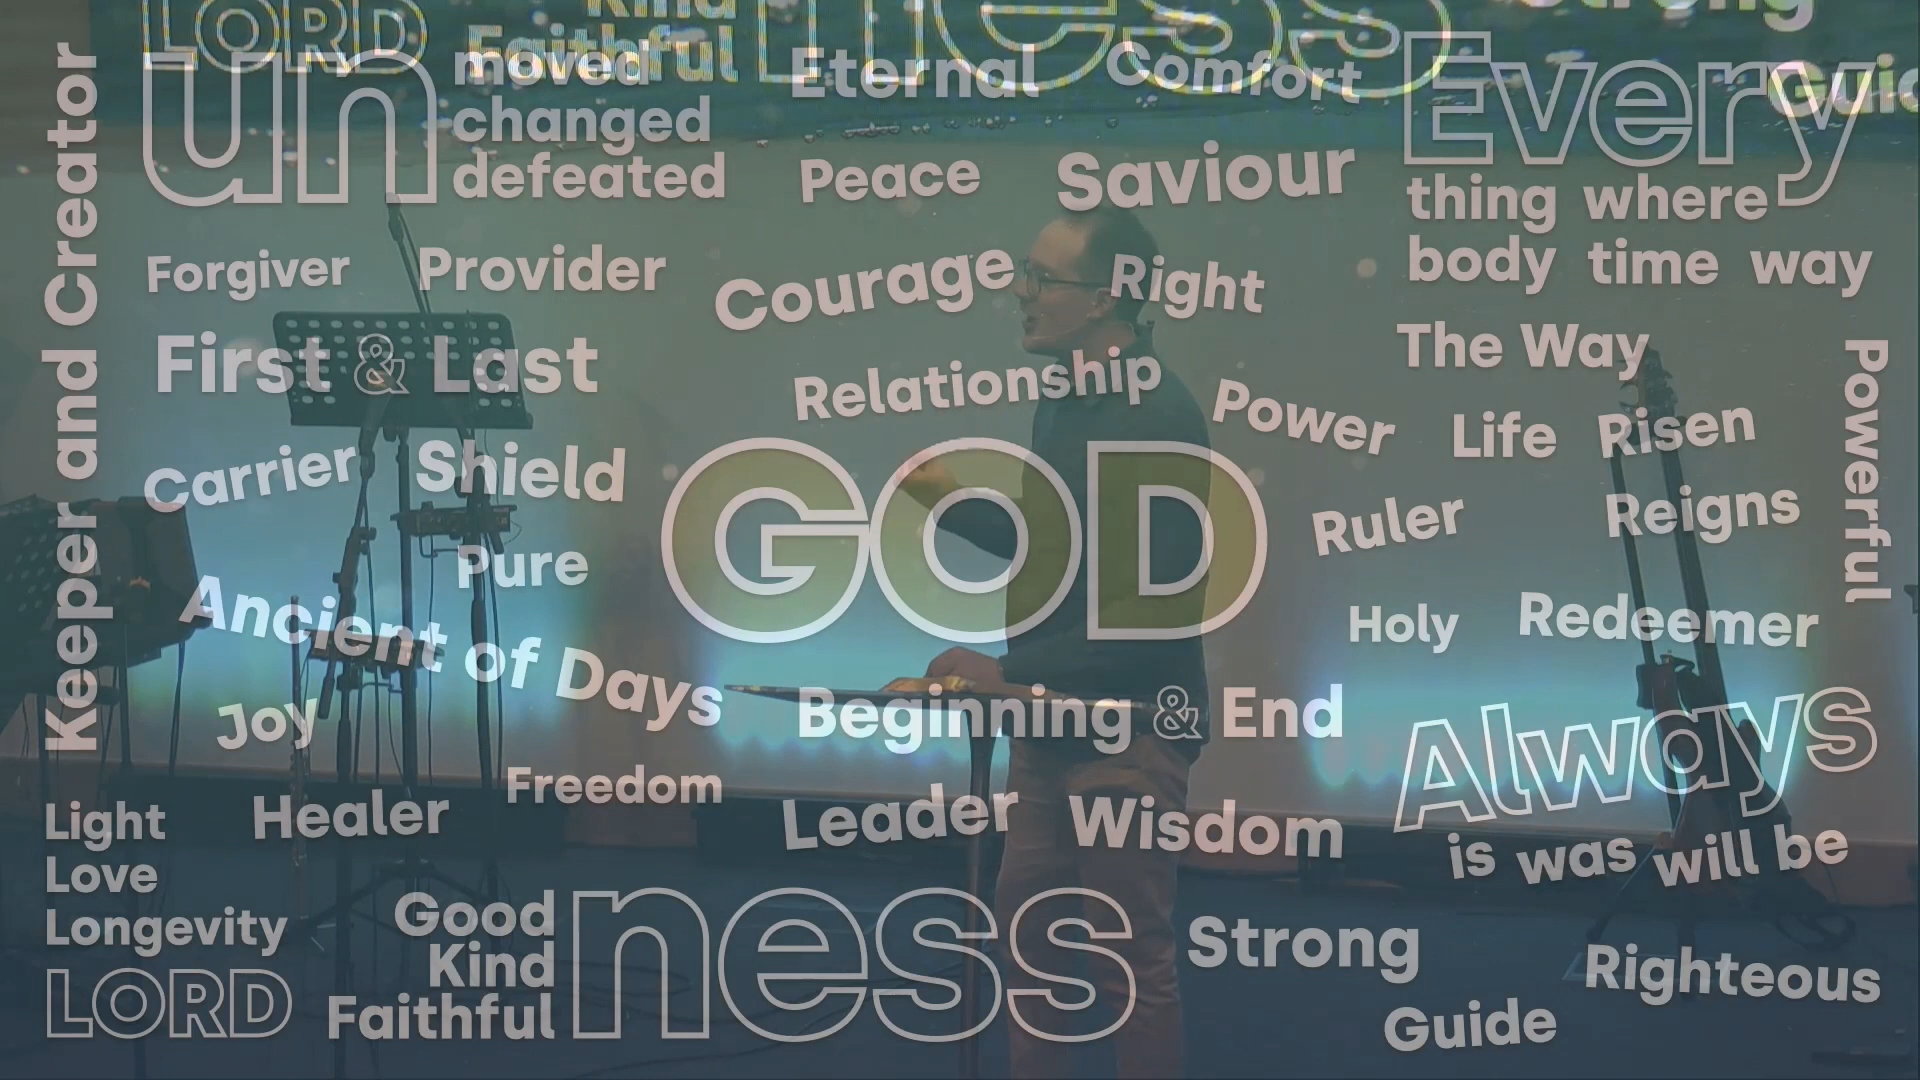 LORD
Kind
Faithful
ness
Strong
Keeper and Creator
un
moved
changed
defeated
Eternal
Comfort
Every
thing where
body time way
Peace
Saviour
Forgiver
Provider
Courage
Right
First & Last
Relationship
The Way
Powerful
Power
Life
Risen
Carrier
Shield
GOD
Ruler
Reigns
Pure
Ancient of Days
Holy
Redeemer
Joy
Beginning & End
Always
is was will be
Freedom
Light
Love
Longevity
LORD
Healer
Leader
Wisdom
Good
Kind
Faithful
ness
Strong
Righteous
Guide